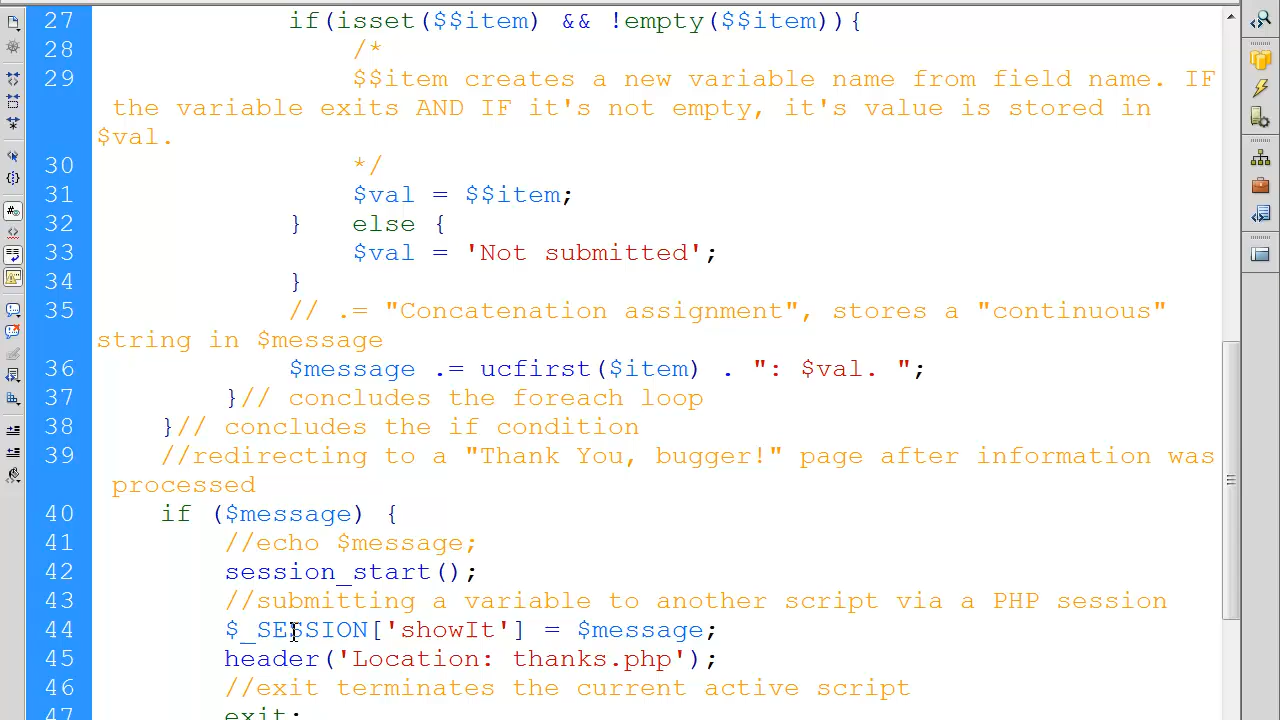 27 if(isset($$item) && !empty($$item)){
28 /*
29 $$item creates a new variable name from field name. IF
the variable exits AND IF it's not empty, it's value is stored in
$val.
30 */
31 $val = $$item;
32 } else {
33 $val = 'Not submitted';
34 }
35 // .= "Concatenation assignment", stores a "continuous"
string in $message
36 $message .= ucfirst($item) . ": $val. ";
37 }// concludes the foreach loop
38 }// concludes the if condition
39 //redirecting to a "Thank You, bugger!" page after information was
processed
40 if ($message) {
41 //echo $message;
42 session_start();
43 //submitting a variable to another script via a PHP session
44 $_SESSION['showIt'] = $message;
45 header('Location: thanks.php');
46 //exit terminates the current active script
47 exit;